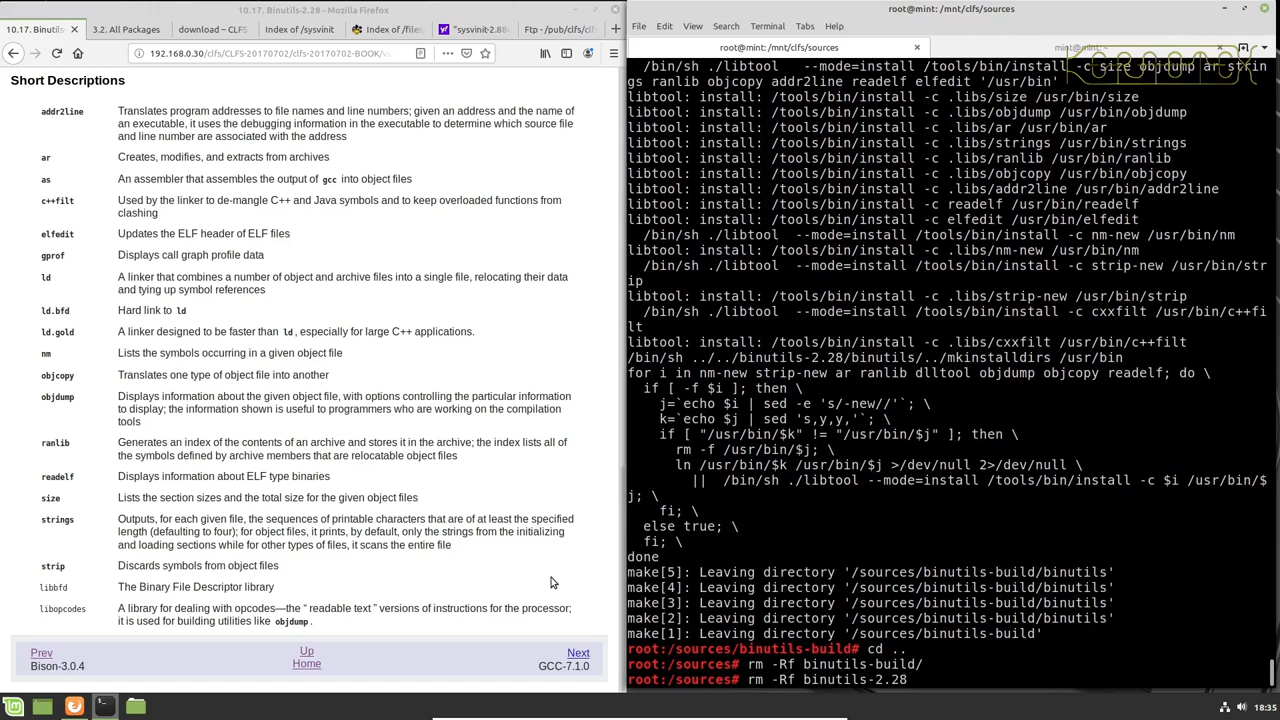 10.17. Binutils-2.28 - Mozilla Firefox
root@mint: /mnt/clfs/sources
10.17. Binutils-
3.2. All Packages
download – CLFS
Index of /sysvinit
Index of /files
"sysvinit-2.88
Ftp - /pub/clfs/clfs
File Edit View Search Terminal Tabs Help
192.168.0.30/clfs/CLFS-20170702/clfs-20170702-BOOK/v
root@mint: /mnt/clfs/sources
mint@mint: ~
Short Descriptions
addr2line Translates program addresses to file names and line numbers; given an address and the name of
an executable, it uses the debugging information in the executable to determine which source file
and line number are associated with the address
ar Creates, modifies, and extracts from archives
as An assembler that assembles the output of gcc into object files
c++filt Used by the linker to de-mangle C++ and Java symbols and to keep overloaded functions from
clashing
elfedit Updates the ELF header of ELF files
gprof Displays call graph profile data
ld A linker that combines a number of object and archive files into a single file, relocating their data
and tying up symbol references
ld.bfd Hard link to ld
ld.gold A linker designed to be faster than ld, especially for large C++ applications.
nm Lists the symbols occurring in a given object file
objcopy Translates one type of object file into another
objdump Displays information about the given object file, with options controlling the particular information
to display; the information shown is useful to programmers who are working on the compilation
tools
ranlib Generates an index of the contents of an archive and stores it in the archive; the index lists all of
the symbols defined by archive members that are relocatable object files
readelf Displays information about ELF type binaries
size Lists the section sizes and the total size for the given object files
strings Outputs, for each given file, the sequences of printable characters that are of at least the specified
length (defaulting to four); for object files, it prints, by default, only the strings from the initializing
and loading sections while for other types of files, it scans the entire file
strip Discards symbols from object files
libbfd The Binary File Descriptor library
libopcodes A library for dealing with opcodes—the “ readable text ” versions of instructions for the processor;
it is used for building utilities like objdump.
Prev Up Next
Bison-3.0.4 Home GCC-7.1.0
/bin/sh ./libtool --mode=install /tools/bin/install -c size objdump ar strin
gs ranlib objcopy addr2line readelf elfedit '/usr/bin'
libtool: install: /tools/bin/install -c .libs/size /usr/bin/size
libtool: install: /tools/bin/install -c .libs/objdump /usr/bin/objdump
libtool: install: /tools/bin/install -c .libs/ar /usr/bin/ar
libtool: install: /tools/bin/install -c .libs/strings /usr/bin/strings
libtool: install: /tools/bin/install -c .libs/ranlib /usr/bin/ranlib
libtool: install: /tools/bin/install -c .libs/objcopy /usr/bin/objcopy
libtool: install: /tools/bin/install -c .libs/addr2line /usr/bin/addr2line
libtool: install: /tools/bin/install -c readelf /usr/bin/readelf
libtool: install: /tools/bin/install -c elfedit /usr/bin/elfedit
/bin/sh ./libtool --mode=install /tools/bin/install -c nm-new /usr/bin/nm
libtool: install: /tools/bin/install -c .libs/nm-new /usr/bin/nm
/bin/sh ./libtool --mode=install /tools/bin/install -c strip-new /usr/bin/str
ip
libtool: install: /tools/bin/install -c .libs/strip-new /usr/bin/strip
/bin/sh ./libtool --mode=install /tools/bin/install -c cxxfilt /usr/bin/c++fi
lt
libtool: install: /tools/bin/install -c .libs/cxxfilt /usr/bin/c++filt
/bin/sh ../../binutils-2.28/binutils/../mkinstalldirs /usr/bin
for i in nm-new strip-new ar ranlib dlltool objdump objcopy readelf; do \
if [ -f $i ]; then \
j=`echo $i | sed -e 's/-new//'`; \
k=`echo $j | sed 's,y,y,'`; \
if [ "/usr/bin/$k" != "/usr/bin/$j" ]; then \
rm -f /usr/bin/$j; \
ln /usr/bin/$k /usr/bin/$j >/dev/null 2>/dev/null \
|| /bin/sh ./libtool --mode=install /tools/bin/install -c $i /usr/bin/$
j; \
fi; \
else true; \
fi; \
done
make[5]: Leaving directory '/sources/binutils-build/binutils'
make[4]: Leaving directory '/sources/binutils-build/binutils'
make[3]: Leaving directory '/sources/binutils-build/binutils'
make[2]: Leaving directory '/sources/binutils-build/binutils'
make[1]: Leaving directory '/sources/binutils-build'
root:/sources/binutils-build# cd ..
root:/sources# rm -Rf binutils-build/
root:/sources# rm -Rf binutils-2.28
18:35